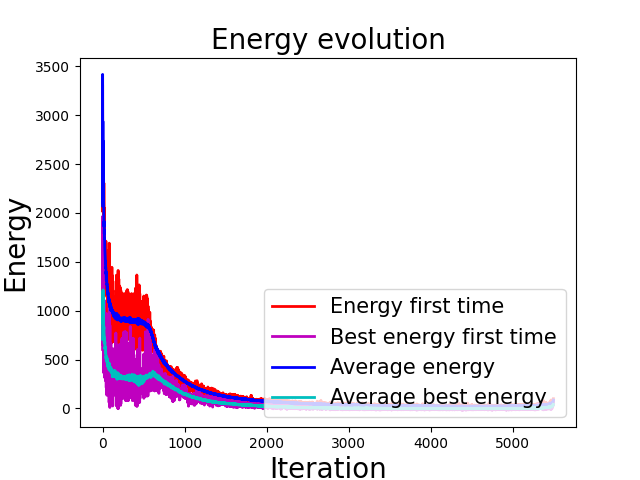 Energy evolution
3500
3000
2500
2000
1500
1000
500
0
Energy
Energy first time
Best energy first time
Average energy
Average best energy
0 1000 2000 3000 4000 5000
Iteration